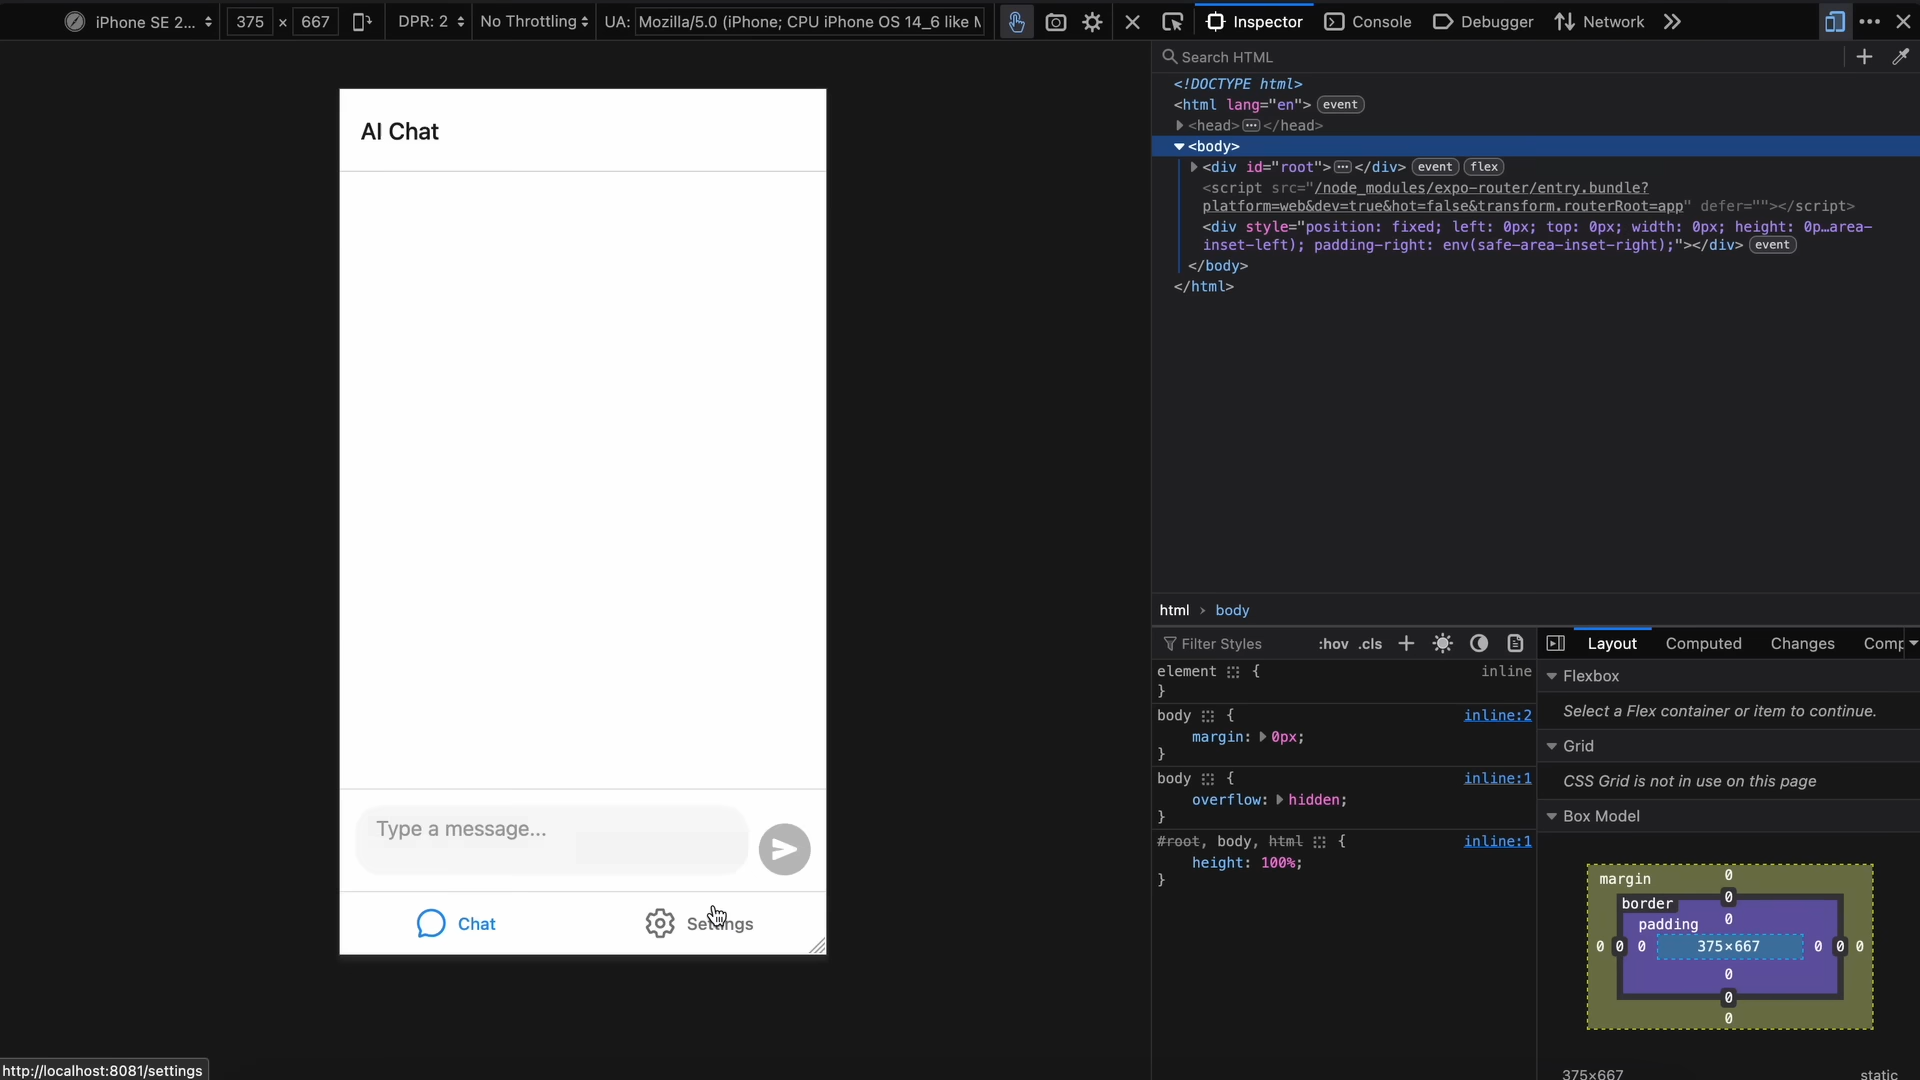 iPhone SE 2...
375 × 667
DPR: 2
No Throttling
UA: Mozilla/5.0 (iPhone; CPU iPhone OS 14_6 like M
Inspector
Console
Debugger
Network
Search HTML
<!DOCTYPE html>
<html lang="en"> event
<head>⋯</head>
<body>
<div id="root">⋯</div> event flex
<script src="/node_modules/expo-router/entry.bundle?
platform=web&dev=true&hot=false&transform.routerRoot=app" defer=""></script>
<div style="position: fixed; left: 0px; top: 0px; width: 0px; height: 0p…area-
inset-left); padding-right: env(safe-area-inset-right);"></div> event
</body>
</html>
AI Chat
Type a message...
Chat
Settings
http://localhost:8081/settings
html › body
Filter Styles
:hov .cls
element {
inline
}
body {
inline:2
margin: 0px;
}
body {
inline:1
overflow: hidden;
}
#root, body, html {
inline:1
height: 100%;
}
Layout
Computed
Changes
Comp
Flexbox
Select a Flex container or item to continue.
Grid
CSS Grid is not in use on this page
Box Model
margin 0
border 0
padding 0
0 0 0 375×667 0 0 0
0
0
0
375×667 static